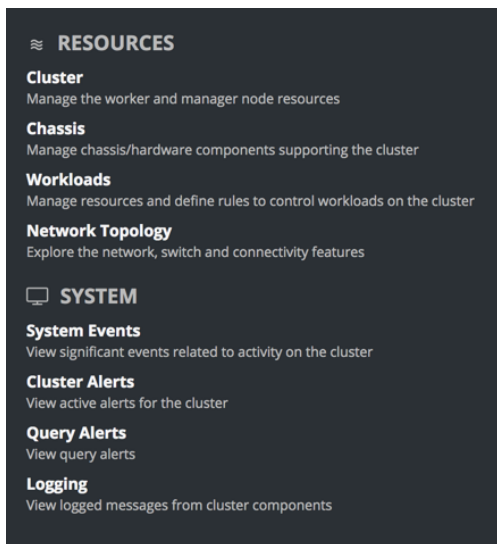 RESOURCES
Cluster
Manage the worker and manager node resources
Chassis
Manage chassis/hardware components supporting the cluster
Workloads
Manage resources and define rules to control workloads on the cluster
Network Topology
Explore the network, switch and connectivity features
SYSTEM
System Events
View significant events related to activity on the cluster
Cluster Alerts
View active alerts for the cluster
Query Alerts
View query alerts
Logging
View logged messages from cluster components